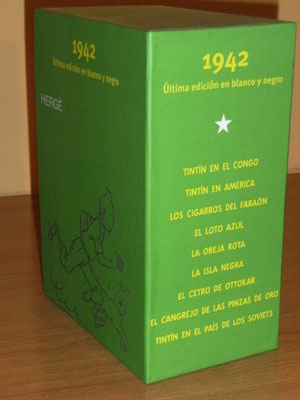 1942
Última edición en blanco y negro
HERGÉ
1942
Última edición en blanco y negro
TINTÍN EN EL CONGO
TINTÍN EN AMÉRICA
LOS CIGARROS DEL FARAÓN
EL LOTO AZUL
LA OREJA ROTA
LA ISLA NEGRA
EL CETRO DE OTTOKAR
EL CANGREJO DE LAS PINZAS DE ORO
TINTÍN EN EL PAÍS DE LOS SOVIETS